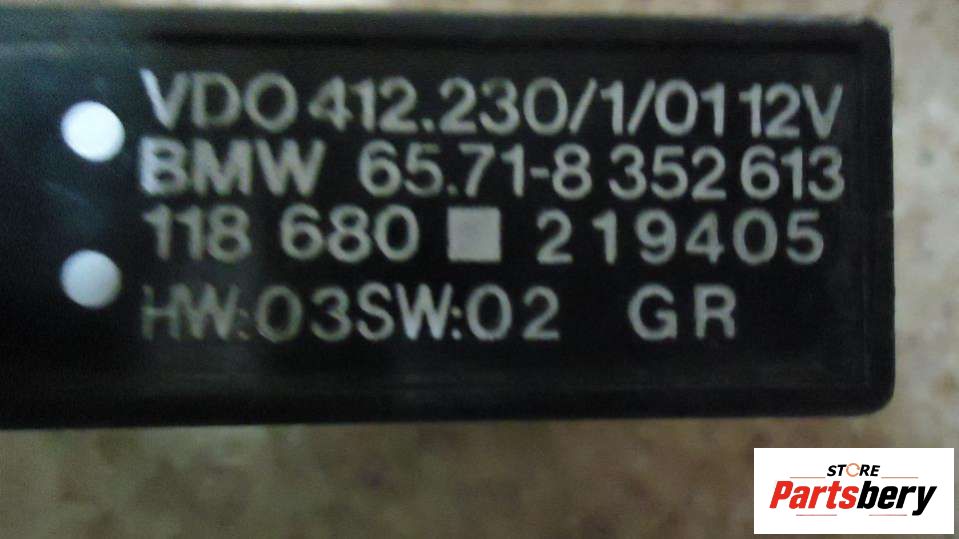 VDO 412.230/1/01 12V
BMW 65.71-8 352 613
118 680 219405
HW:03SW:02 GR
STORE
Partsbery